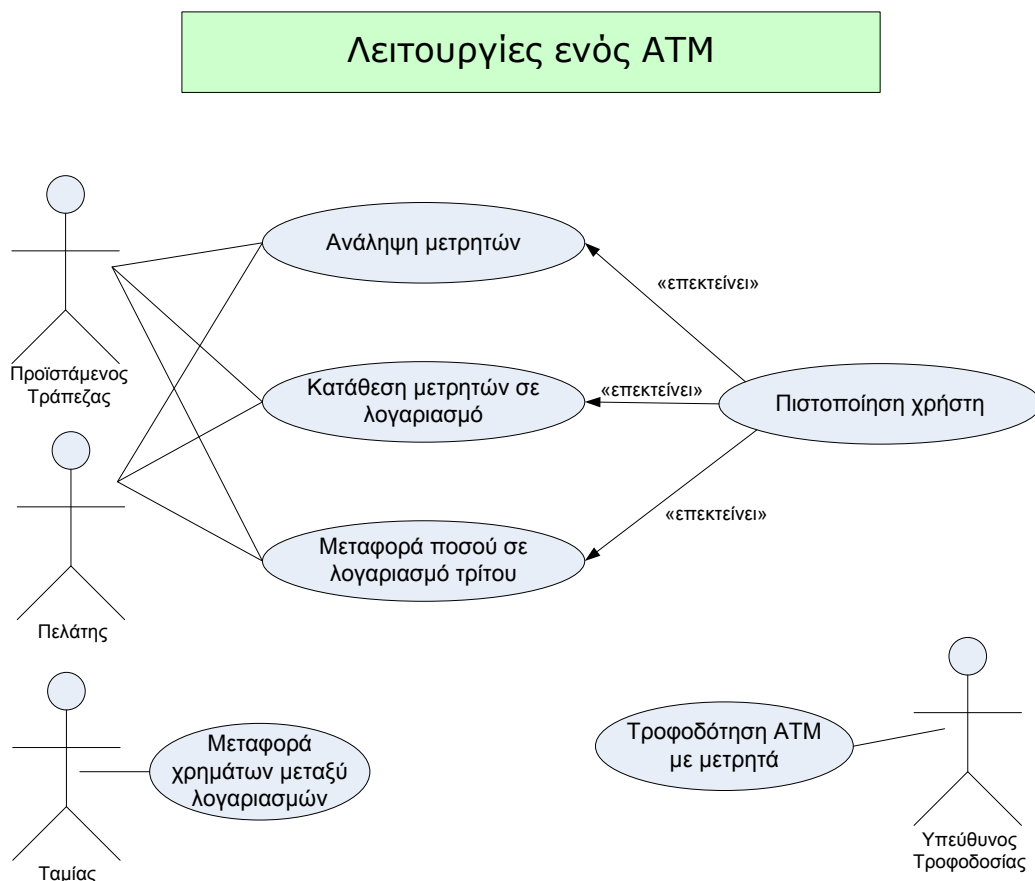 Λειτουργίες ενός ΑΤΜ
Ανάληψη μετρητών
«επεκτείνει»
Προϊστάμενος
Τράπεζας
Κατάθεση μετρητών σε
λογαριασμό
«επεκτείνει»
Πιστοποίηση χρήστη
«επεκτείνει»
Μεταφορά ποσού σε
λογαριασμό τρίτου
Πελάτης
Μεταφορά
χρημάτων μεταξύ
λογαριασμών
Τροφοδότηση ΑΤΜ
με μετρητά
Υπεύθυνος
Τροφοδοσίας
Ταμίας